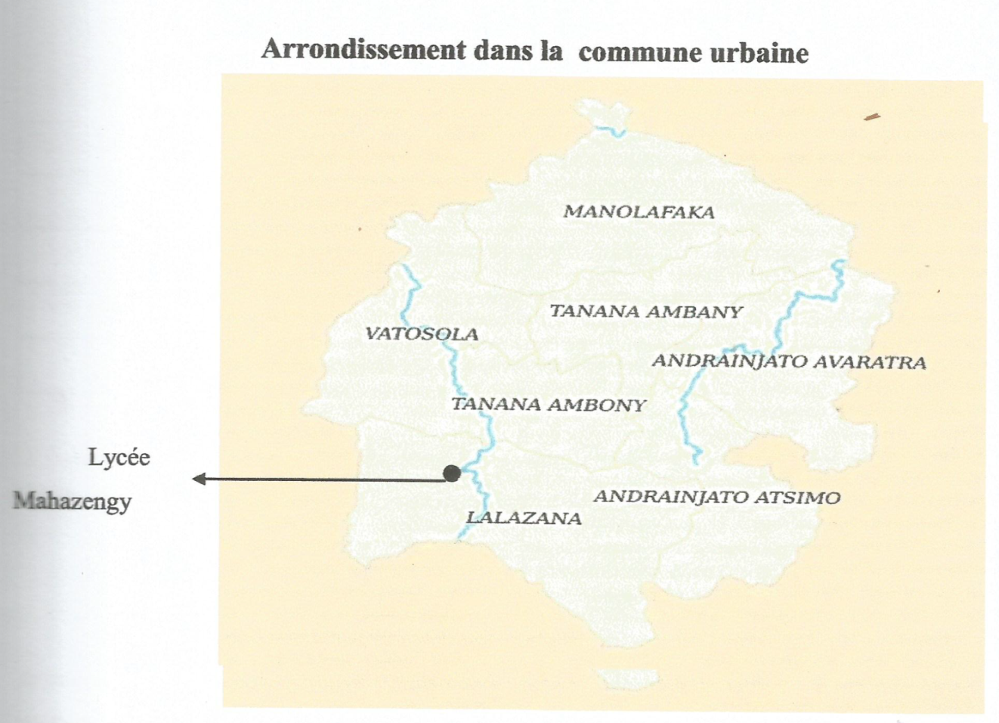 Arrondissement dans la commune urbaine
MANOLAFAKA
TANANA AMBANY
VATOSOLA
ANDRAINJATO AVARATRA
TANANA AMBONY
Lycée
Mahazengy
ANDRAINJATO ATSIMO
LALAZANA